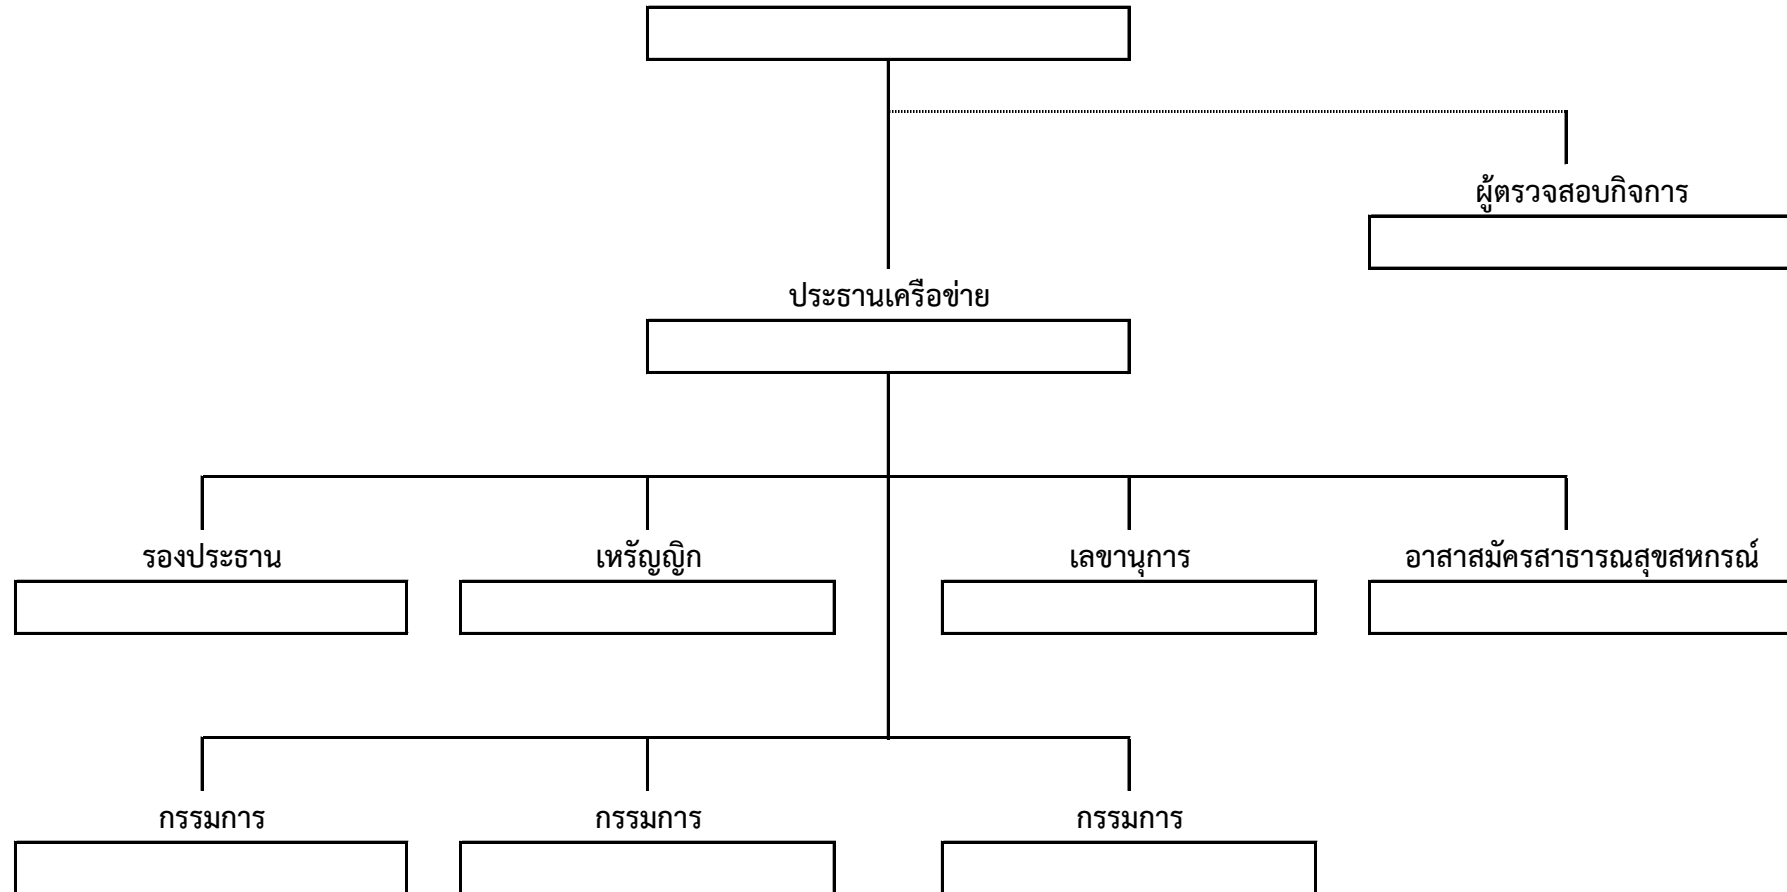 ผู้ตรวจสอบกิจการ
ประธานเครือข่าย
รองประธาน
เหรัญญิก
เลขานุการ
อาสาสมัครสาธารณสุขสหกรณ์
กรรมการ
กรรมการ
กรรมการ